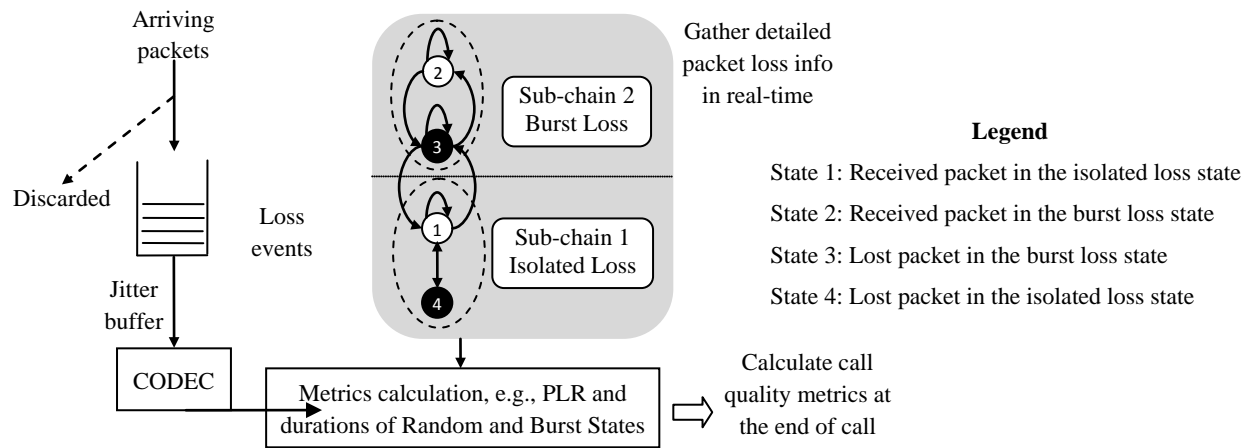 Arriving
packets
Discarded
Loss
events
Jitter
buffer
CODEC
2
3
1
4
Sub-chain 2
Burst Loss
Sub-chain 1
Isolated Loss
Gather detailed
packet loss info
in real-time
Legend
State 1: Received packet in the isolated loss state
State 2: Received packet in the burst loss state
State 3: Lost packet in the burst loss state
State 4: Lost packet in the isolated loss state
Metrics calculation, e.g., PLR and
durations of Random and Burst States
Calculate call
quality metrics at
the end of call